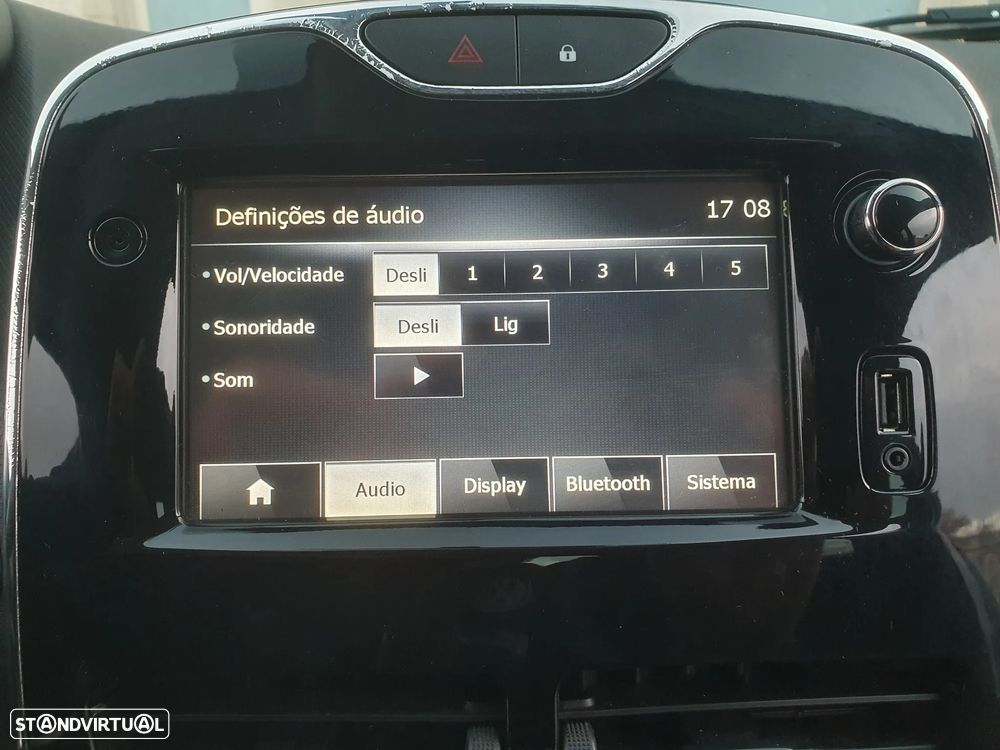 Definições de áudio 17 08
Vol/Velocidade Desli 1 2 3 4 5
Sonoridade Desli Lig
Som
Audio Display Bluetooth Sistema
STANDVIRTUAL